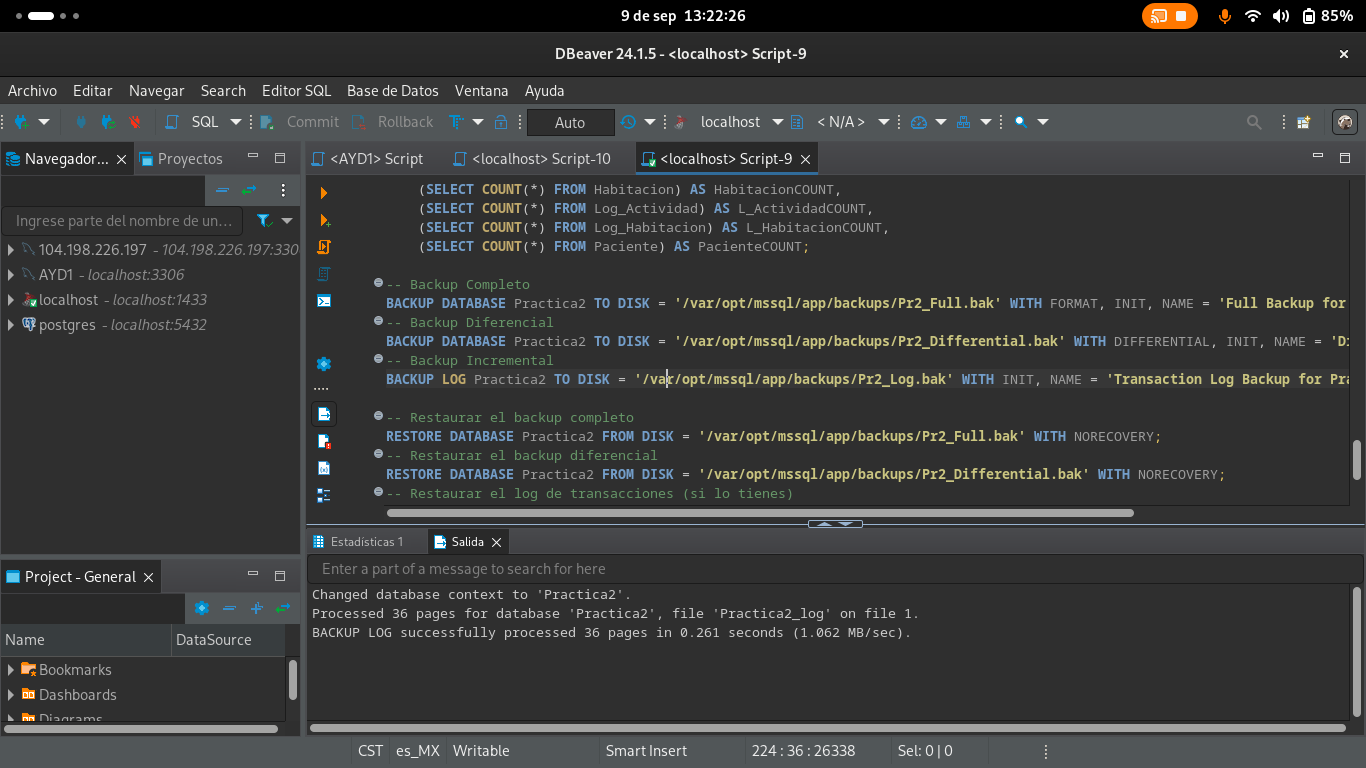 9 de sep 13:22:26
85%
DBeaver 24.1.5 - <localhost> Script-9
Archivo Editar Navegar Search Editor SQL Base de Datos Ventana Ayuda
SQL Commit Rollback Auto localhost < N/A >
Navegador... Proyectos
<AYD1> Script <localhost> Script-10 <localhost> Script-9
Ingrese parte del nombre de un...
104.198.226.197 - 104.198.226.197:330
AYD1 - localhost:3306
localhost - localhost:1433
postgres - localhost:5432
(SELECT COUNT(*) FROM Habitacion) AS HabitacionCOUNT,
(SELECT COUNT(*) FROM Log_Actividad) AS L_ActividadCOUNT,
(SELECT COUNT(*) FROM Log_Habitacion) AS L_HabitacionCOUNT,
(SELECT COUNT(*) FROM Paciente) AS PacienteCOUNT;
-- Backup Completo
BACKUP DATABASE Practica2 TO DISK = '/var/opt/mssql/app/backups/Pr2_Full.bak' WITH FORMAT, INIT, NAME = 'Full Backup for
-- Backup Diferencial
BACKUP DATABASE Practica2 TO DISK = '/var/opt/mssql/app/backups/Pr2_Differential.bak' WITH DIFFERENTIAL, INIT, NAME = 'Di
-- Backup Incremental
BACKUP LOG Practica2 TO DISK = '/var/opt/mssql/app/backups/Pr2_Log.bak' WITH INIT, NAME = 'Transaction Log Backup for Pra
-- Restaurar el backup completo
RESTORE DATABASE Practica2 FROM DISK = '/var/opt/mssql/app/backups/Pr2_Full.bak' WITH NORECOVERY;
-- Restaurar el backup diferencial
RESTORE DATABASE Practica2 FROM DISK = '/var/opt/mssql/app/backups/Pr2_Differential.bak' WITH NORECOVERY;
-- Restaurar el log de transacciones (si lo tienes)
Project - General
Name DataSource
Bookmarks
Dashboards
Diagrams
Estadísticas 1 Salida
Enter a part of a message to search for here
Changed database context to 'Practica2'.
Processed 36 pages for database 'Practica2', file 'Practica2_log' on file 1.
BACKUP LOG successfully processed 36 pages in 0.261 seconds (1.062 MB/sec).
CST es_MX Writable Smart Insert 224 : 36 : 26338 Sel: 0 | 0